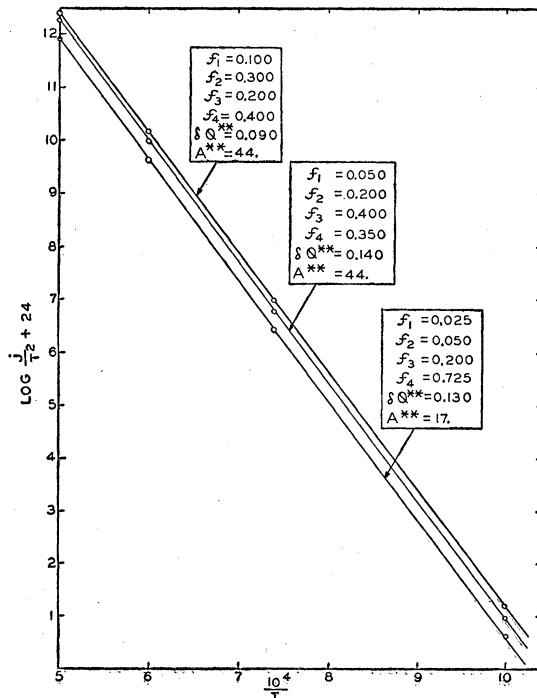 12
11
10
9
8
7
6
5
4
3
2
1
LOG j/T² + 24
f₁ = 0.100
f₂ = 0.300
f₃ = 0.200
f₄ = 0.400
δ Q** = 0.090
A** = 44.
f₁ = 0.050
f₂ = 0.200
f₃ = 0.400
f₄ = 0.350
δ Q** = 0.140
A** = 44.
f₁ = 0.025
f₂ = 0.050
f₃ = 0.200
f₄ = 0.725
δ Q** = 0.130
A** = 17.
5 6 7 8 9 10
10⁴/T